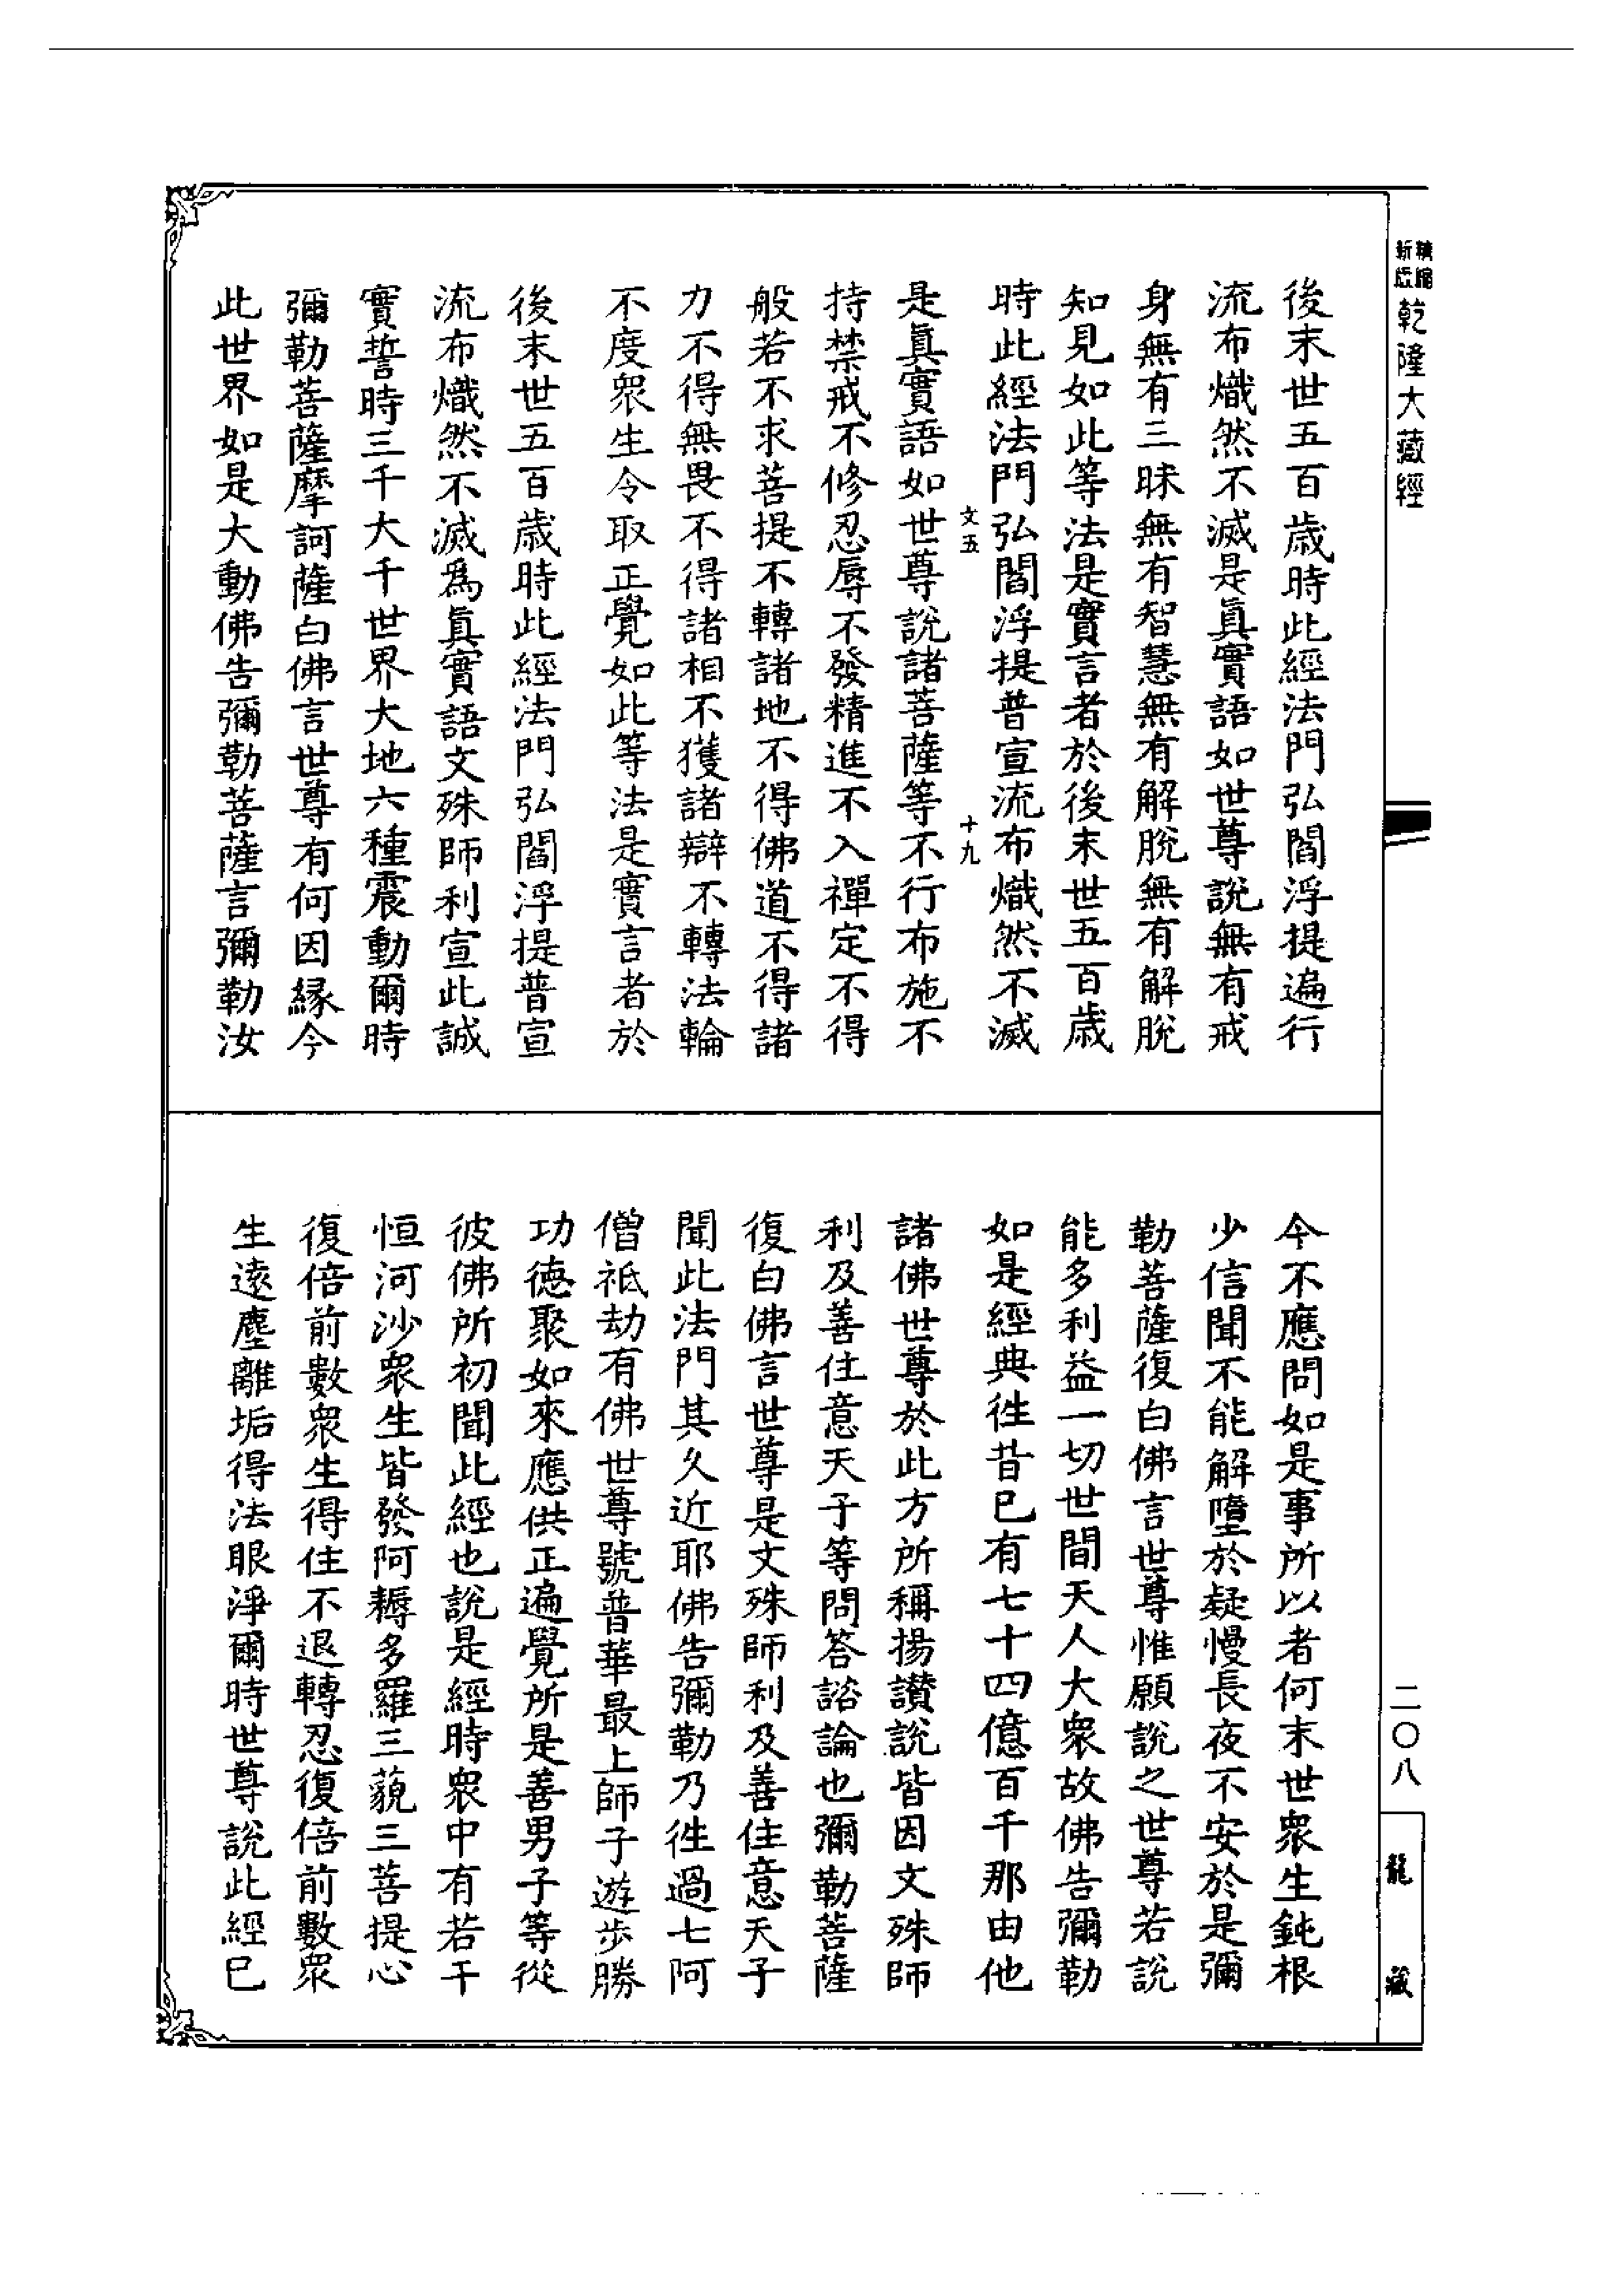 精縮新版乾隆大藏經
後末世五百歲時此經法門弘閻浮提遍行
流布熾然不滅是眞實語如世尊說無有戒
身無有三昧無有智慧無有解脫無有解脫
知見如此等法是實言者於後末世五百歲
時此經法門弘閻浮提普宣流布熾然不滅
文五 十九
是眞實語如世尊說諸菩薩等不行布施不
持禁戒不修忍辱不發精進不入禪定不得
般若不求菩提不轉諸地不得佛道不得諸
力不得無畏不得諸相不獲諸辯不轉法輪
不度衆生令取正覺如此等法是實言者於
後末世五百歲時此經法門弘閻浮提普宣
流布熾然不滅爲眞實語文殊師利宣此誠
實誓時三千大千世界大地六種震動爾時
彌勒菩薩摩訶薩白佛言世尊有何因緣今
此世界如是大動佛告彌勒菩薩言彌勒汝
今不應問如是事所以者何末世衆生鈍根
少信聞不能解墮於疑慢長夜不安於是彌
勒菩薩復白佛言世尊惟願說之世尊若說
能多利益一切世間天人大衆故佛告彌勒
如是經典徃昔已有七十四億百千那由他
諸佛世尊於此方所稱揚讚說皆因文殊師
利及善住意天子等問答談論也彌勒菩薩
復白佛言世尊是文殊師利及善住意天子
聞此法門其久近耶佛告彌勒乃徃過七阿
僧祇劫有佛世尊號普華最上師子遊步勝
功德聚如來應供正遍覺所是善男子等從
彼佛所初聞此經也說是經時衆中有若干
恒河沙衆生皆發阿耨多羅三藐三菩提心
復倍前數衆生得住不退轉忍復倍前數衆
生遠塵離垢得法眼淨爾時世尊說此經已
二〇八
龍藏